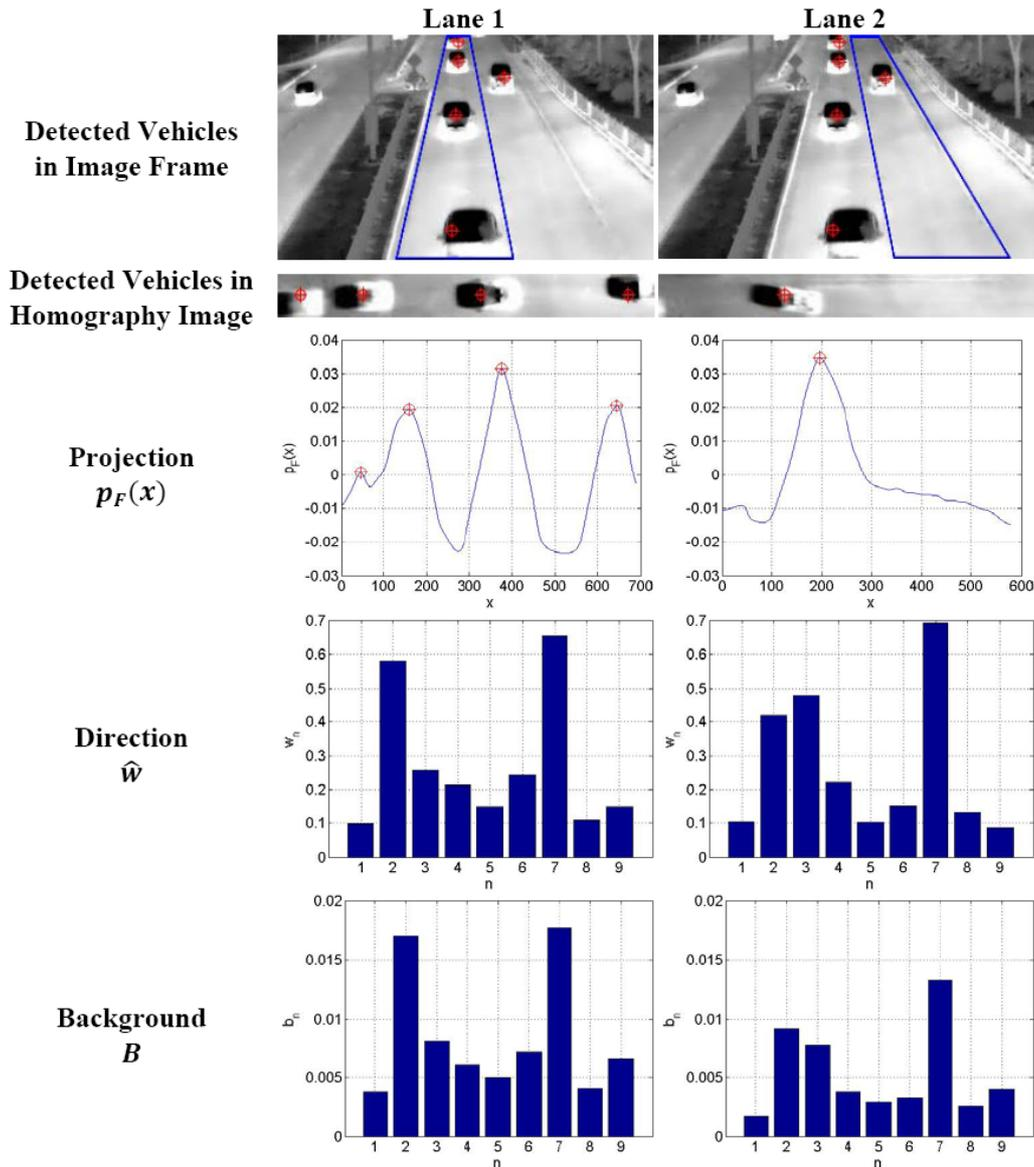 Lane 1
Lane 2
Detected Vehicles
in Image Frame
Detected Vehicles in
Homography Image
Projection
p_F(x)
0.04
0.03
0.02
0.01
0
-0.01
-0.02
-0.03
p_F(x)
0 100 200 300 400 500 600 700
x
0.04
0.03
0.02
0.01
0
-0.01
-0.02
-0.03
p_F(x)
0 100 200 300 400 500 600
x
Direction
ŵ
0.7
0.6
0.5
0.4
0.3
0.2
0.1
0
w_n
1 2 3 4 5 6 7 8 9
n
0.7
0.6
0.5
0.4
0.3
0.2
0.1
0
w_n
1 2 3 4 5 6 7 8 9
n
Background
B
0.02
0.015
0.01
0.005
0
b_n
1 2 3 4 5 6 7 8 9
n
0.02
0.015
0.01
0.005
0
b_n
1 2 3 4 5 6 7 8 9
n